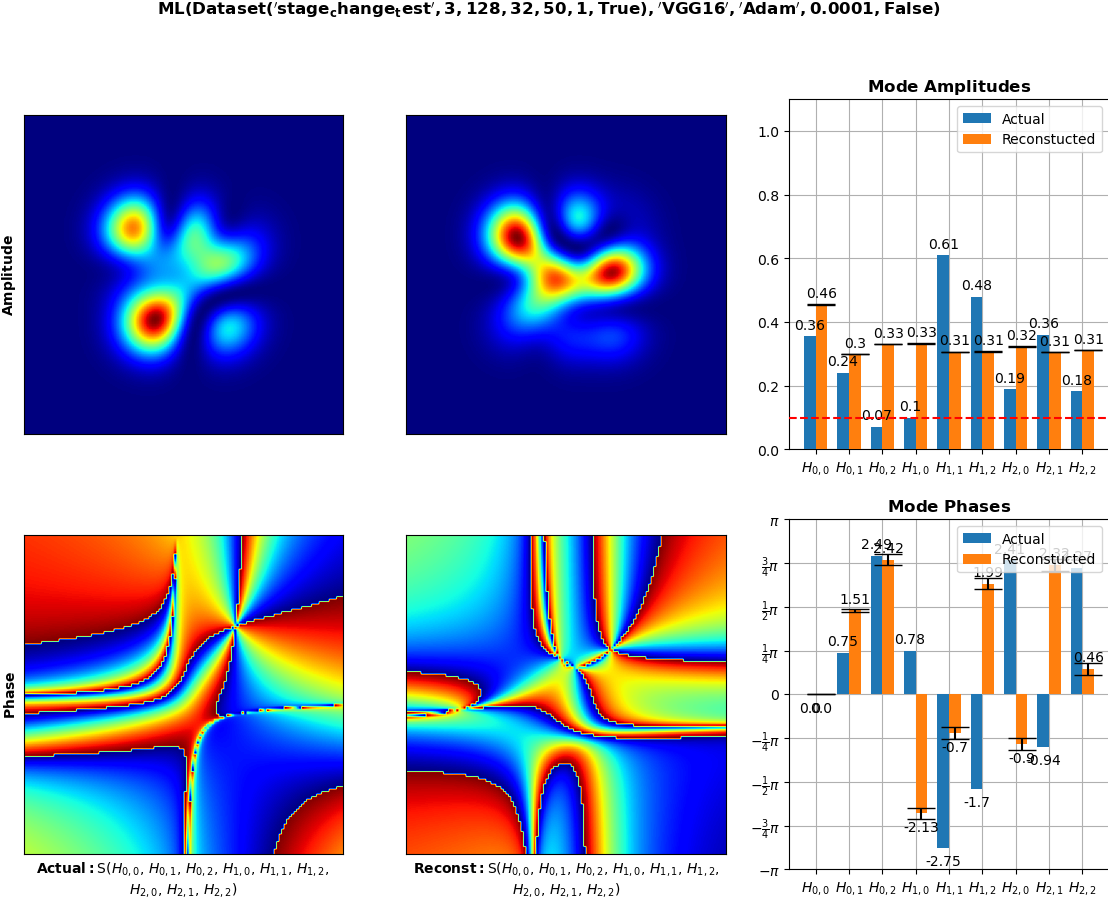 ML(Dataset('stage_change_test', 3, 128, 32, 50, 1, True), 'VGG16', 'Adam', 0.0001, False)
Amplitude
Mode Amplitudes
Actual
Reconstucted
1.0
0.8
0.6
0.4
0.2
0.0
0.36
0.46
0.24
0.3
0.07
0.33
0.1
0.33
0.61
0.31
0.48
0.31
0.19
0.32
0.36
0.31
0.18
0.31
H0,0 H0,1 H0,2 H1,0 H1,1 H1,2 H2,0 H2,1 H2,2
Phase
Actual: S(H0,0, H0,1, H0,2, H1,0, H1,1, H1,2,
H2,0, H2,1, H2,2)
Reconst: S(H0,0, H0,1, H0,2, H1,0, H1,1, H1,2,
H2,0, H2,1, H2,2)
Mode Phases
Actual
Reconstucted
π
3/4π
1/2π
1/4π
0
−1/4π
−1/2π
−3/4π
−π
0.0
0.0
0.75
1.51
2.49
2.42
0.78
-2.13
-2.75
-0.7
-1.7
1.99
2.41
-0.9
-0.94
0.46
H0,0 H0,1 H0,2 H1,0 H1,1 H1,2 H2,0 H2,1 H2,2